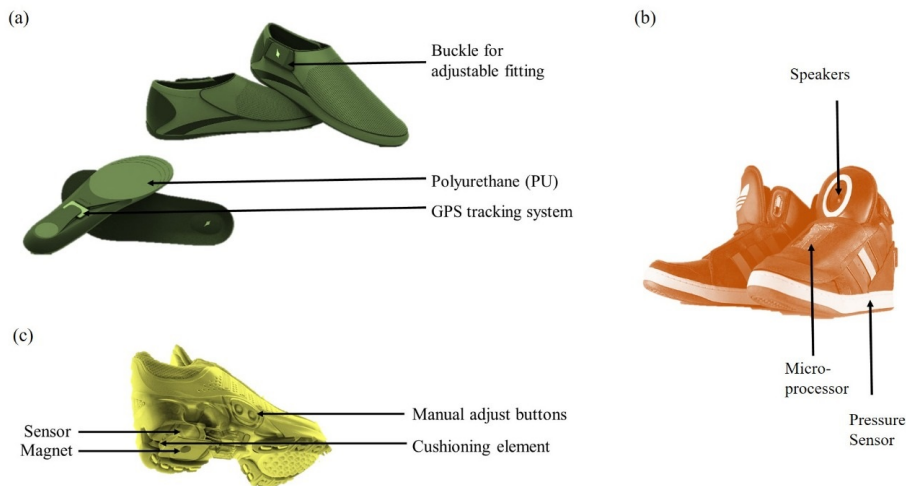 (a)
Buckle for
adjustable fitting
Polyurethane (PU)
GPS tracking system
(b)
Speakers
Micro-
processor
Pressure
Sensor
(c)
Manual adjust buttons
Sensor
Cushioning element
Magnet